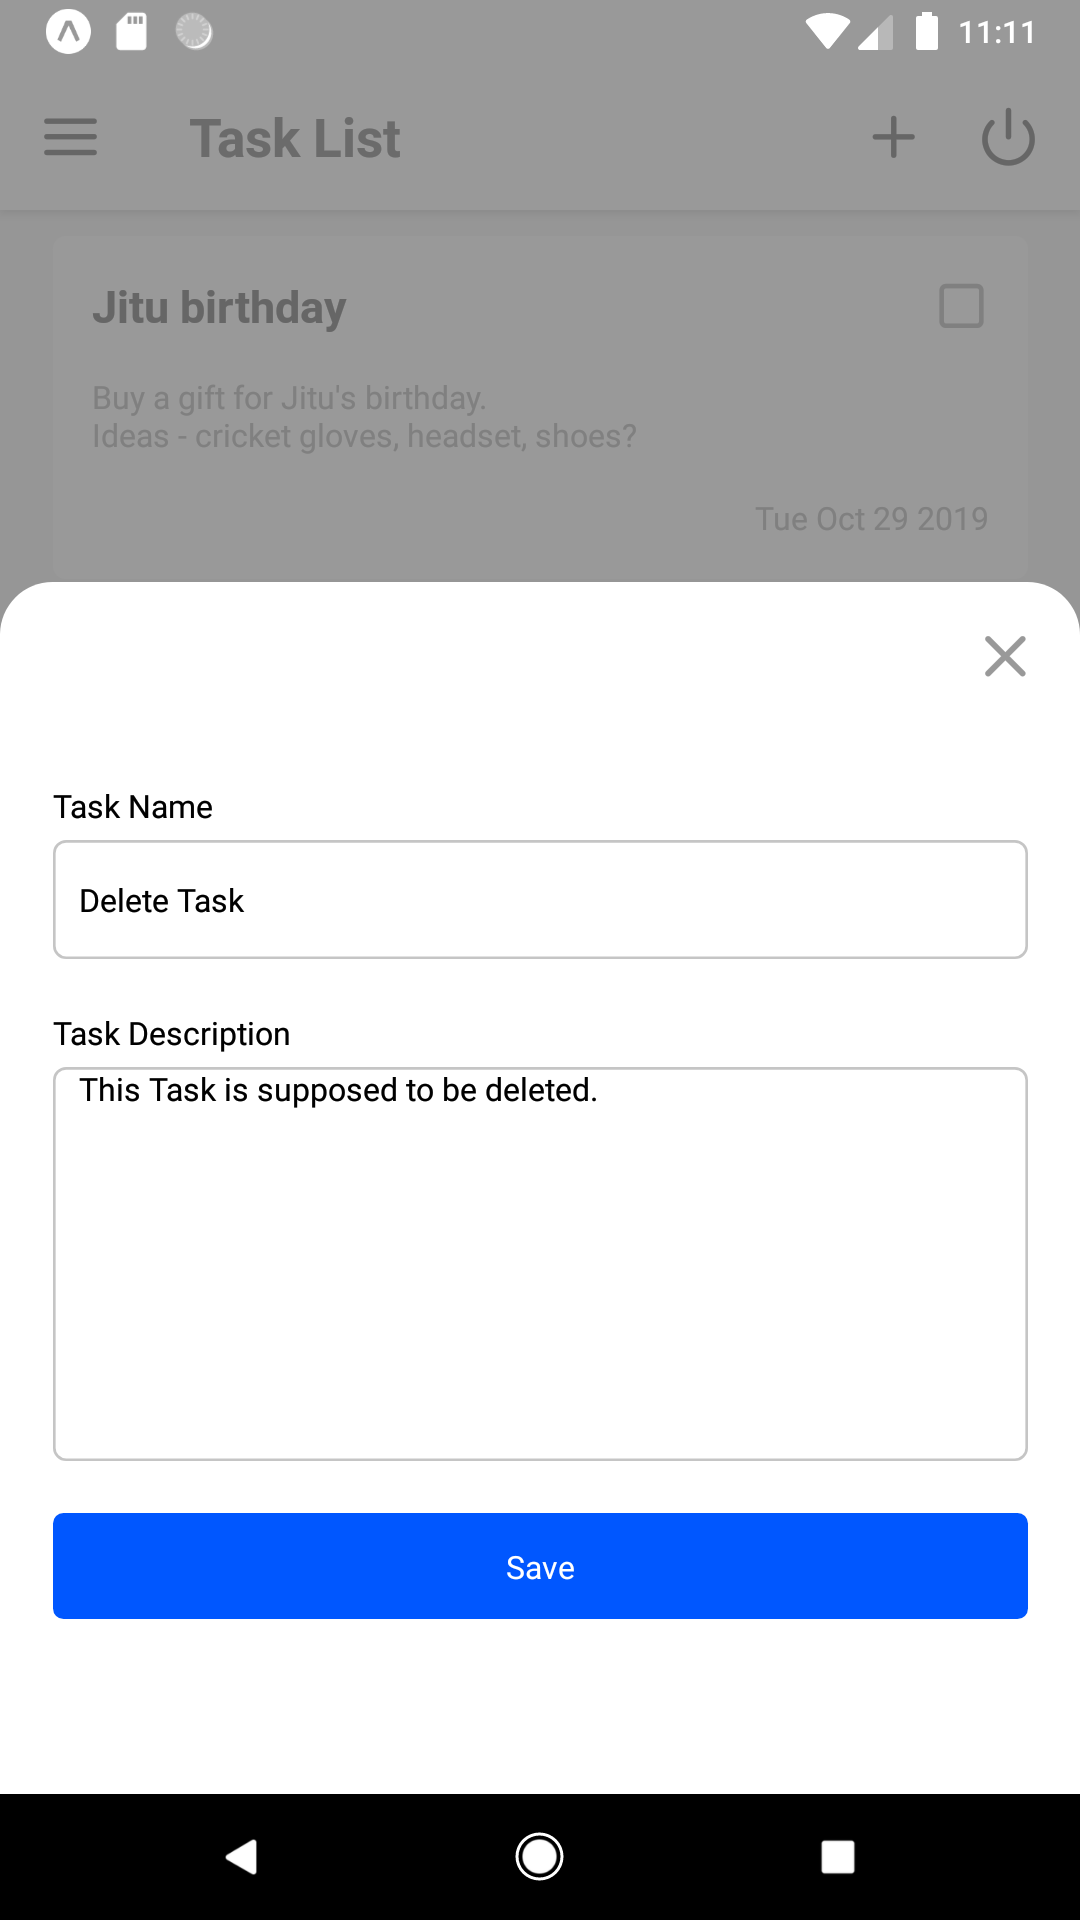 11:11
Task List
Jitu birthday
Buy a gift for Jitu's birthday.
Ideas - cricket gloves, headset, shoes?
Tue Oct 29 2019
Task Name
Delete Task
Task Description
This Task is supposed to be deleted.
Save